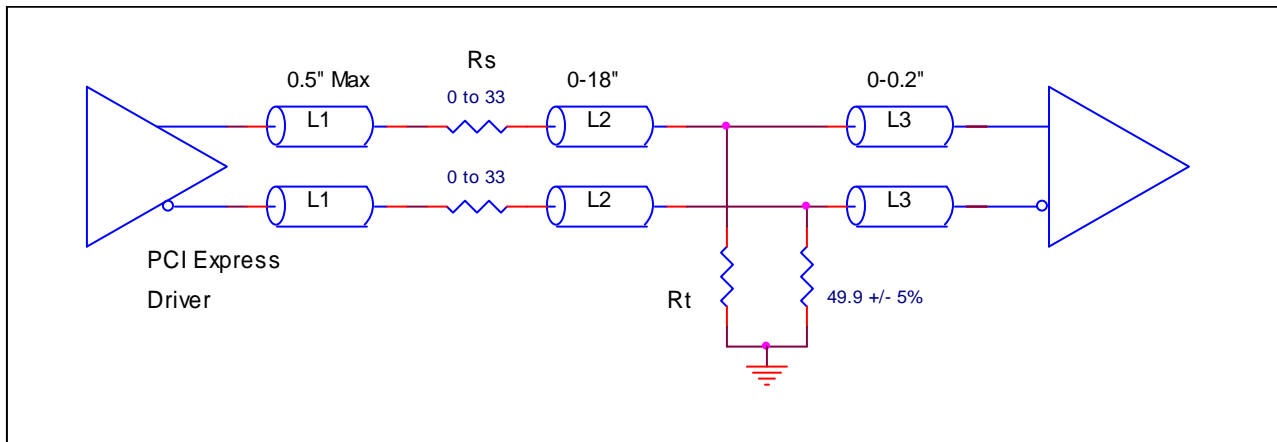 Rs
0.5" Max
0-18"
0-0.2"
0 to 33
L1
L2
L3
0 to 33
L1
L2
L3
PCI Express
Driver
Rt
49.9 +/- 5%